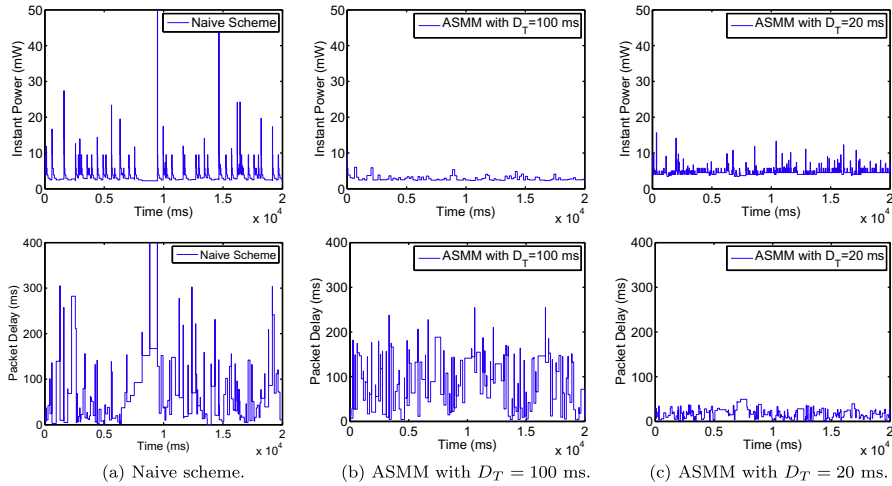 Instant Power (mW)
50
40
30
20
10
0
Naive Scheme
0 0.5 1 1.5 2
Time (ms)
x 10^4
Instant Power (mW)
50
40
30
20
10
0
ASMM with D_T=100 ms
0 0.5 1 1.5 2
Time (ms)
x 10^4
Instant Power (mW)
50
40
30
20
10
0
ASMM with D_T=20 ms
0 0.5 1 1.5 2
Time (ms)
x 10^4
Packet Delay (ms)
400
300
200
100
0
Naive Scheme
0 0.5 1 1.5 2
Time (ms)
x 10^4
Packet Delay (ms)
400
300
200
100
0
ASMM with D_T=100 ms
0 0.5 1 1.5 2
Time (ms)
x 10^4
Packet Delay (ms)
400
300
200
100
0
ASMM with D_T=20 ms
0 0.5 1 1.5 2
Time (ms)
x 10^4
(a) Naive scheme.
(b) ASMM with D_T = 100 ms.
(c) ASMM with D_T = 20 ms.